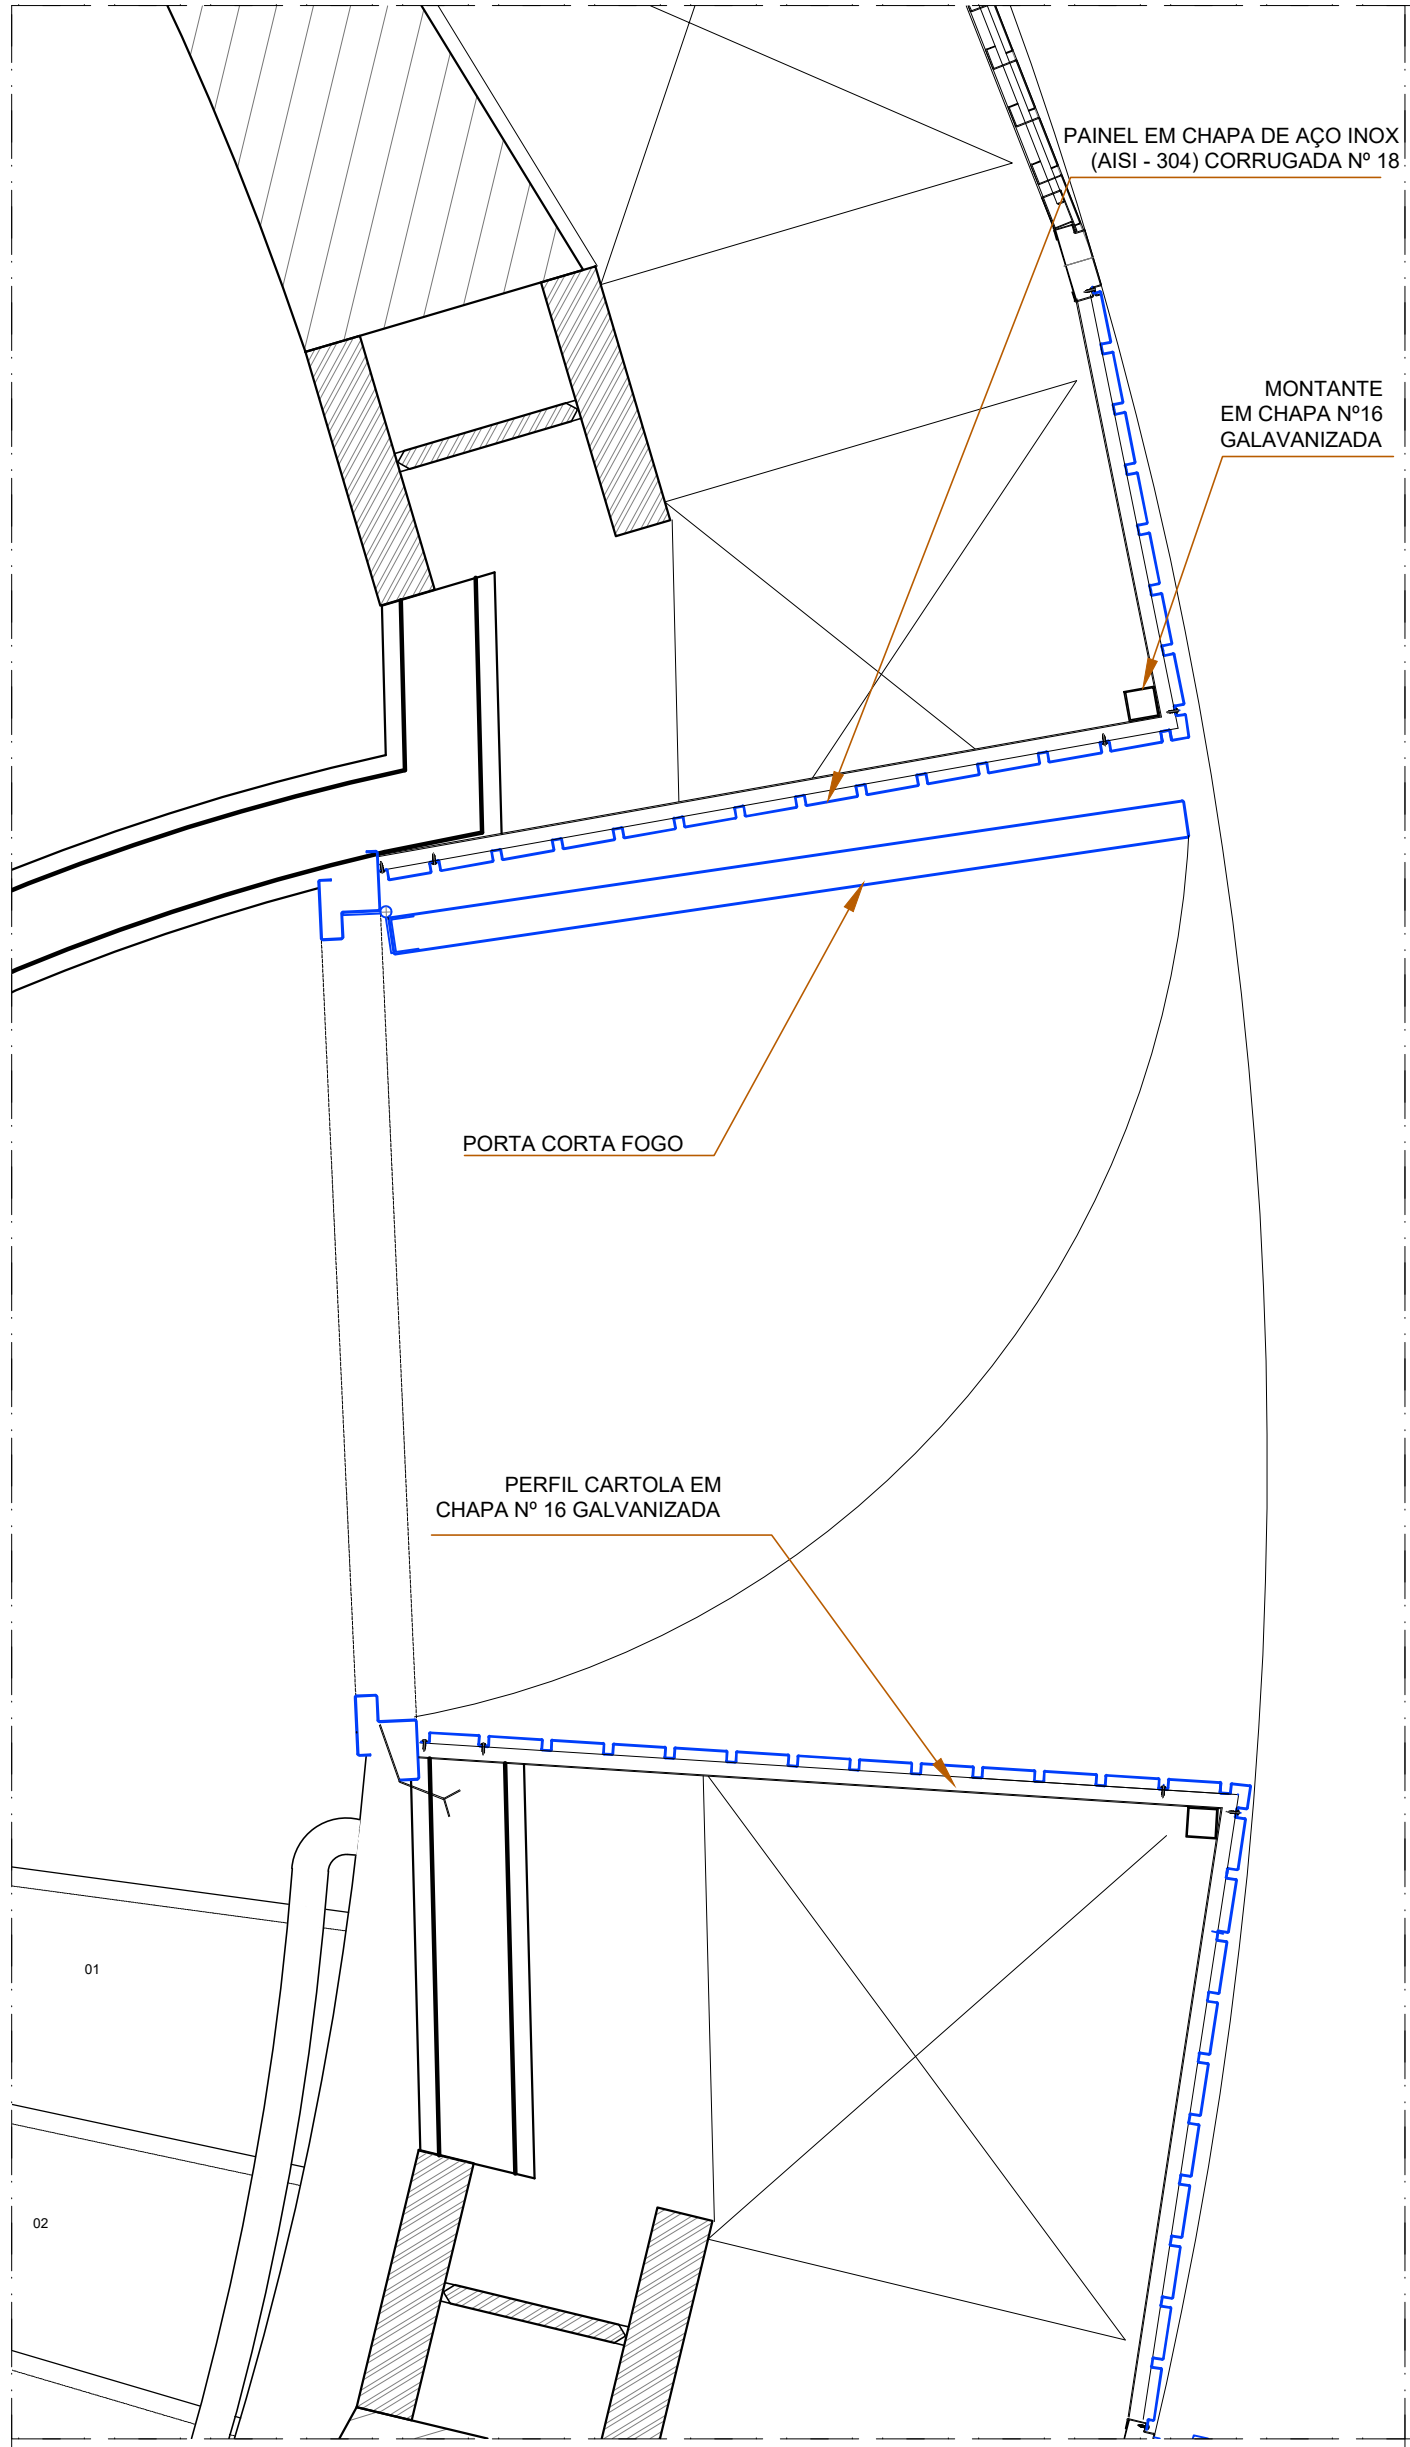 PAINEL EM CHAPA DE AÇO INOX
(AISI - 304) CORRUGADA Nº 18
MONTANTE
EM CHAPA Nº16
GALAVANIZADA
PORTA CORTA FOGO
PERFIL CARTOLA EM
CHAPA Nº 16 GALVANIZADA
01
02